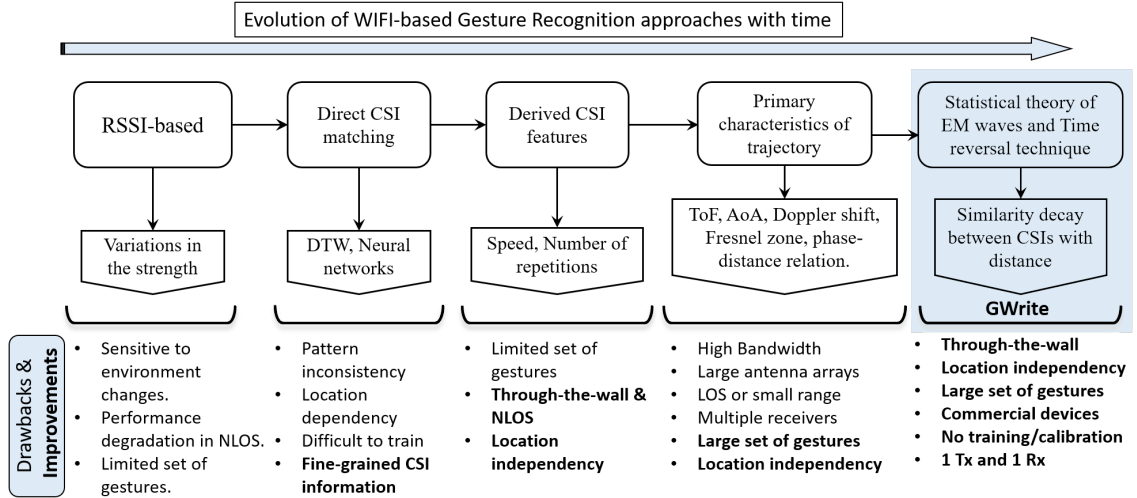 Evolution of WIFI-based Gesture Recognition approaches with time
RSSI-based
Direct CSI
matching
Derived CSI
features
Primary
characteristics of
trajectory
Statistical theory of
EM waves and Time
reversal technique
Variations in
the strength
DTW, Neural
networks
Speed, Number of
repetitions
ToF, AoA, Doppler shift,
Fresnel zone, phase-
distance relation.
Similarity decay
between CSIs with
distance
GWrite
Drawbacks &
Improvements
• Sensitive to
environment
changes.
• Performance
degradation in NLOS.
• Limited set of
gestures.
• Pattern
inconsistency
• Location
dependency
• Difficult to train
• Fine-grained CSI
information
• Limited set of
gestures
• Through-the-wall &
NLOS
• Location
independency
• High Bandwidth
• Large antenna arrays
• LOS or small range
• Multiple receivers
• Large set of gestures
• Location independency
• Through-the-wall
• Location independency
• Large set of gestures
• Commercial devices
• No training/calibration
• 1 Tx and 1 Rx